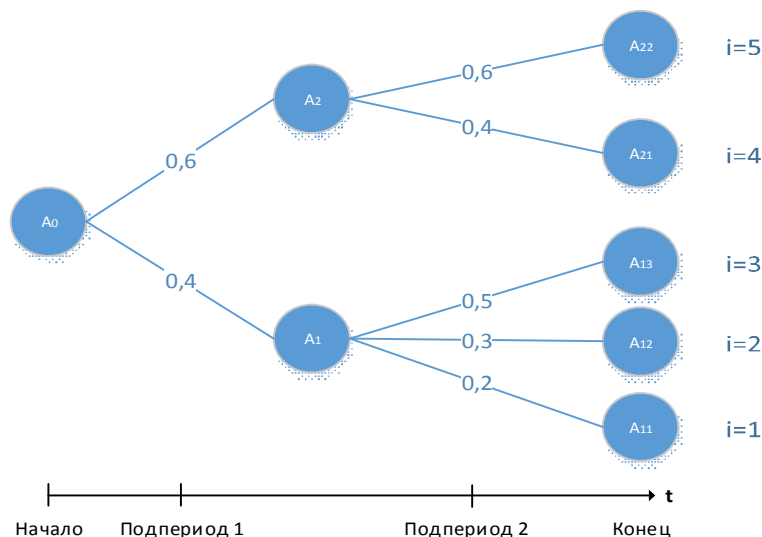 A22 i=5
0,6
A2
0,4
A21 i=4
0,6
A0
0,4
A13 i=3
0,5
A1 0,3 A12 i=2
0,2
A11 i=1
t
Начало Подпериод 1 Подпериод 2 Конец